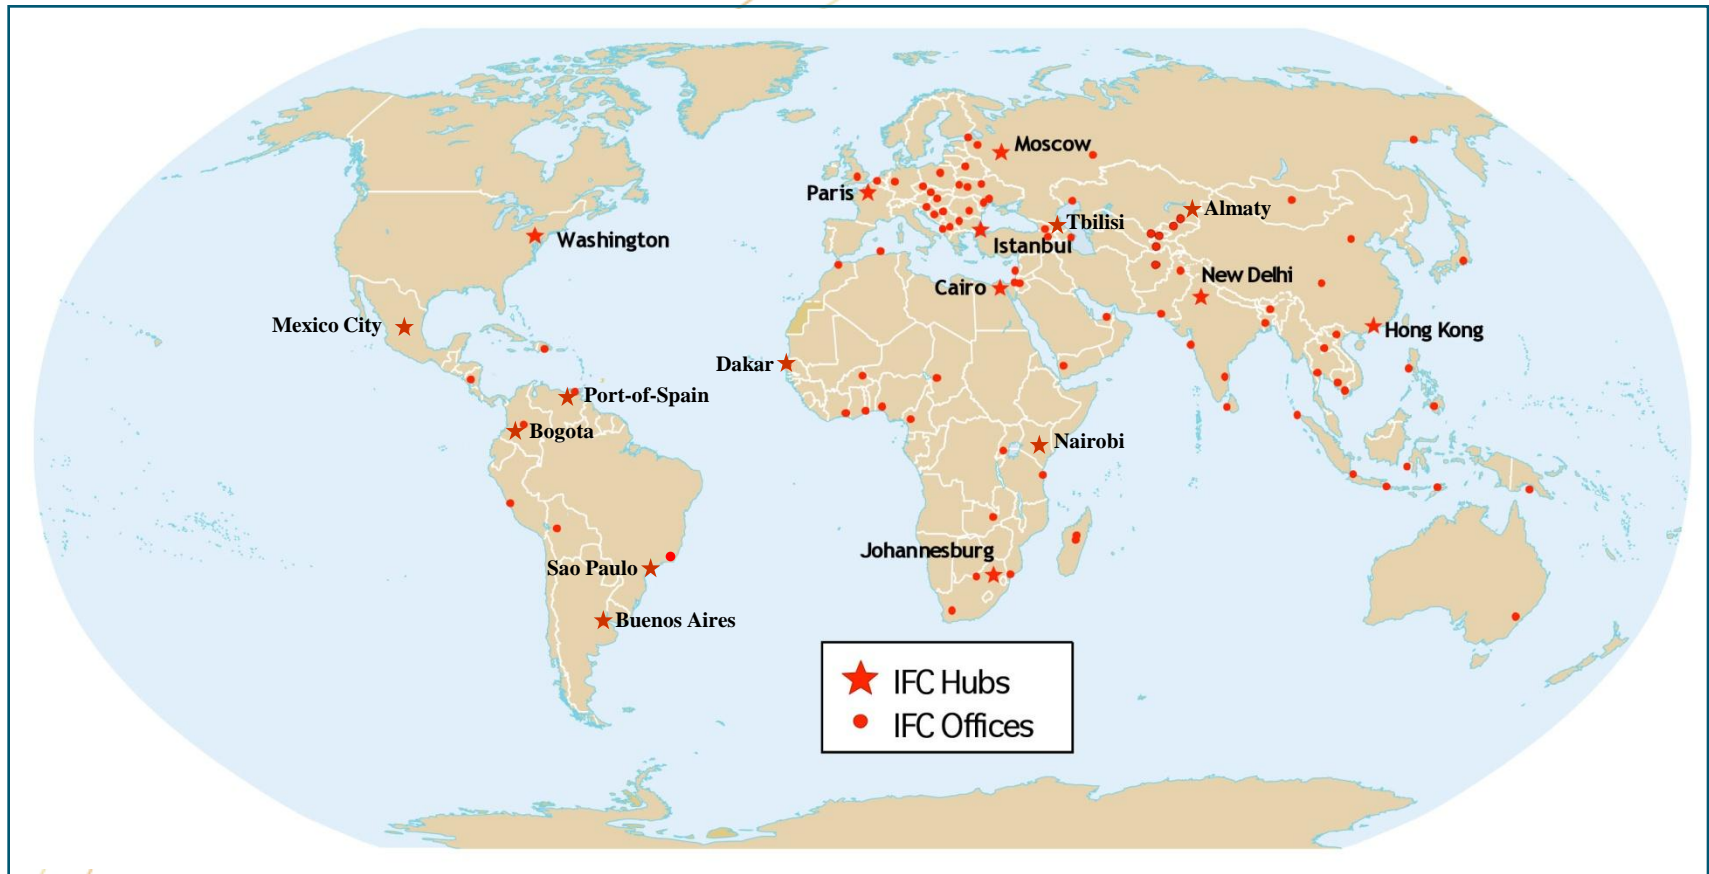 Moscow
Paris
Almaty
Tbilisi
Washington
Istanbul
New Delhi
Cairo
Mexico City
Hong Kong
Dakar
Port-of-Spain
Bogota
Nairobi
Johannesburg
Sao Paulo
Buenos Aires
IFC Hubs
IFC Offices